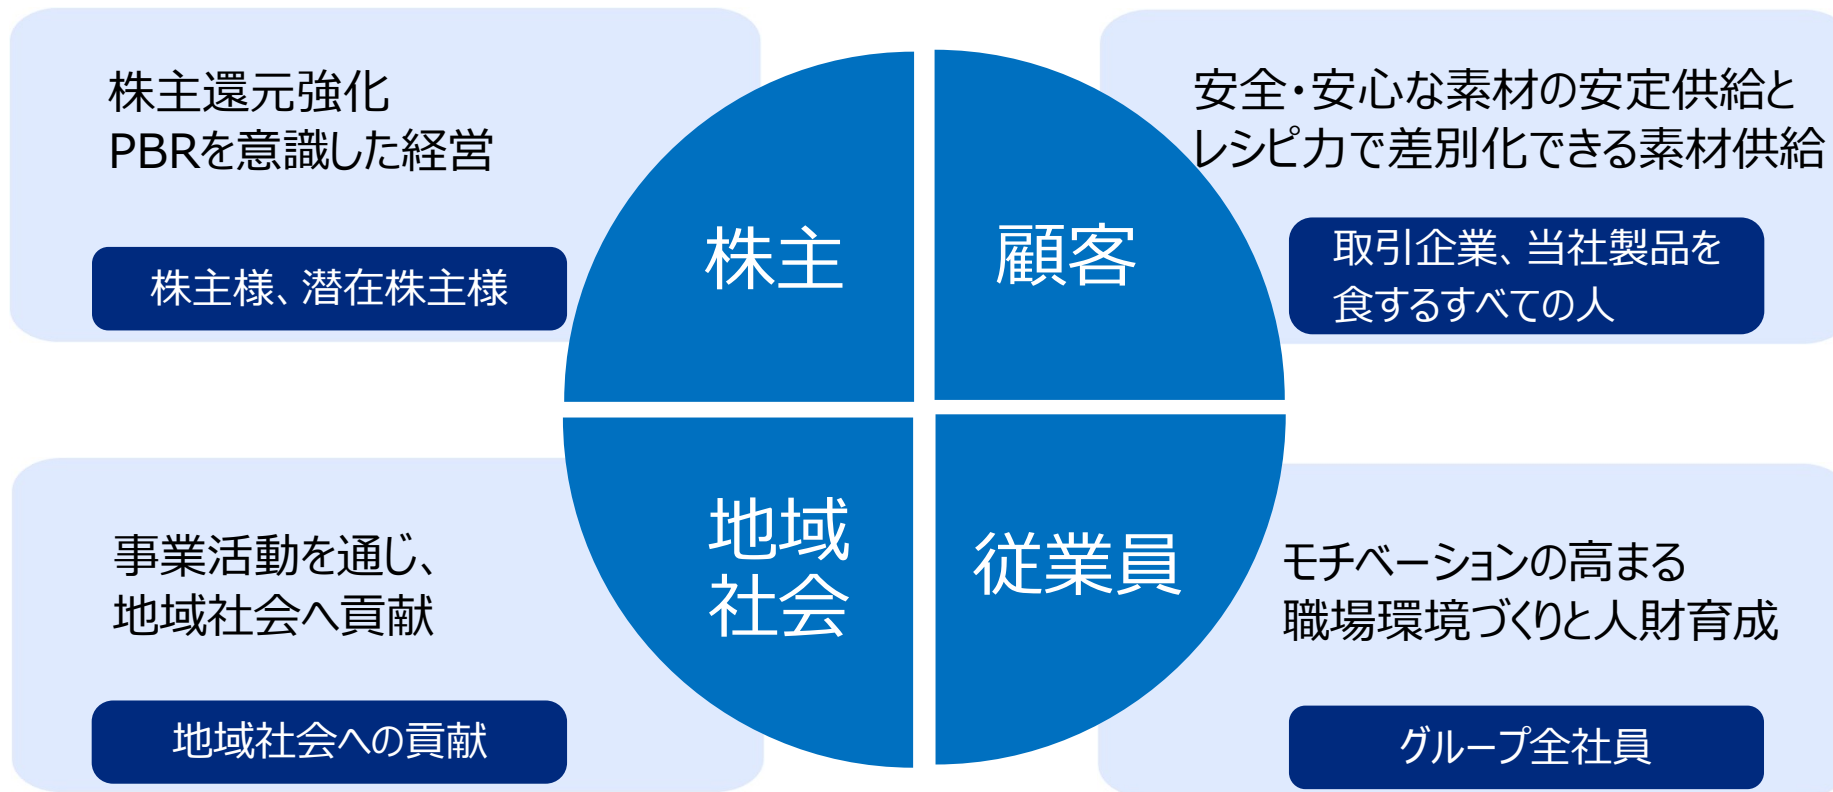 株主還元強化
PBRを意識した経営
株主様、潜在株主様
株主
顧客
安全・安心な素材の安定供給と
レシピ力で差別化できる素材供給
取引企業、当社製品を
食するすべての人
事業活動を通じ、
地域社会へ貢献
地域社会への貢献
地域
社会
従業員
モチベーションの高まる
職場環境づくりと人財育成
グループ全社員